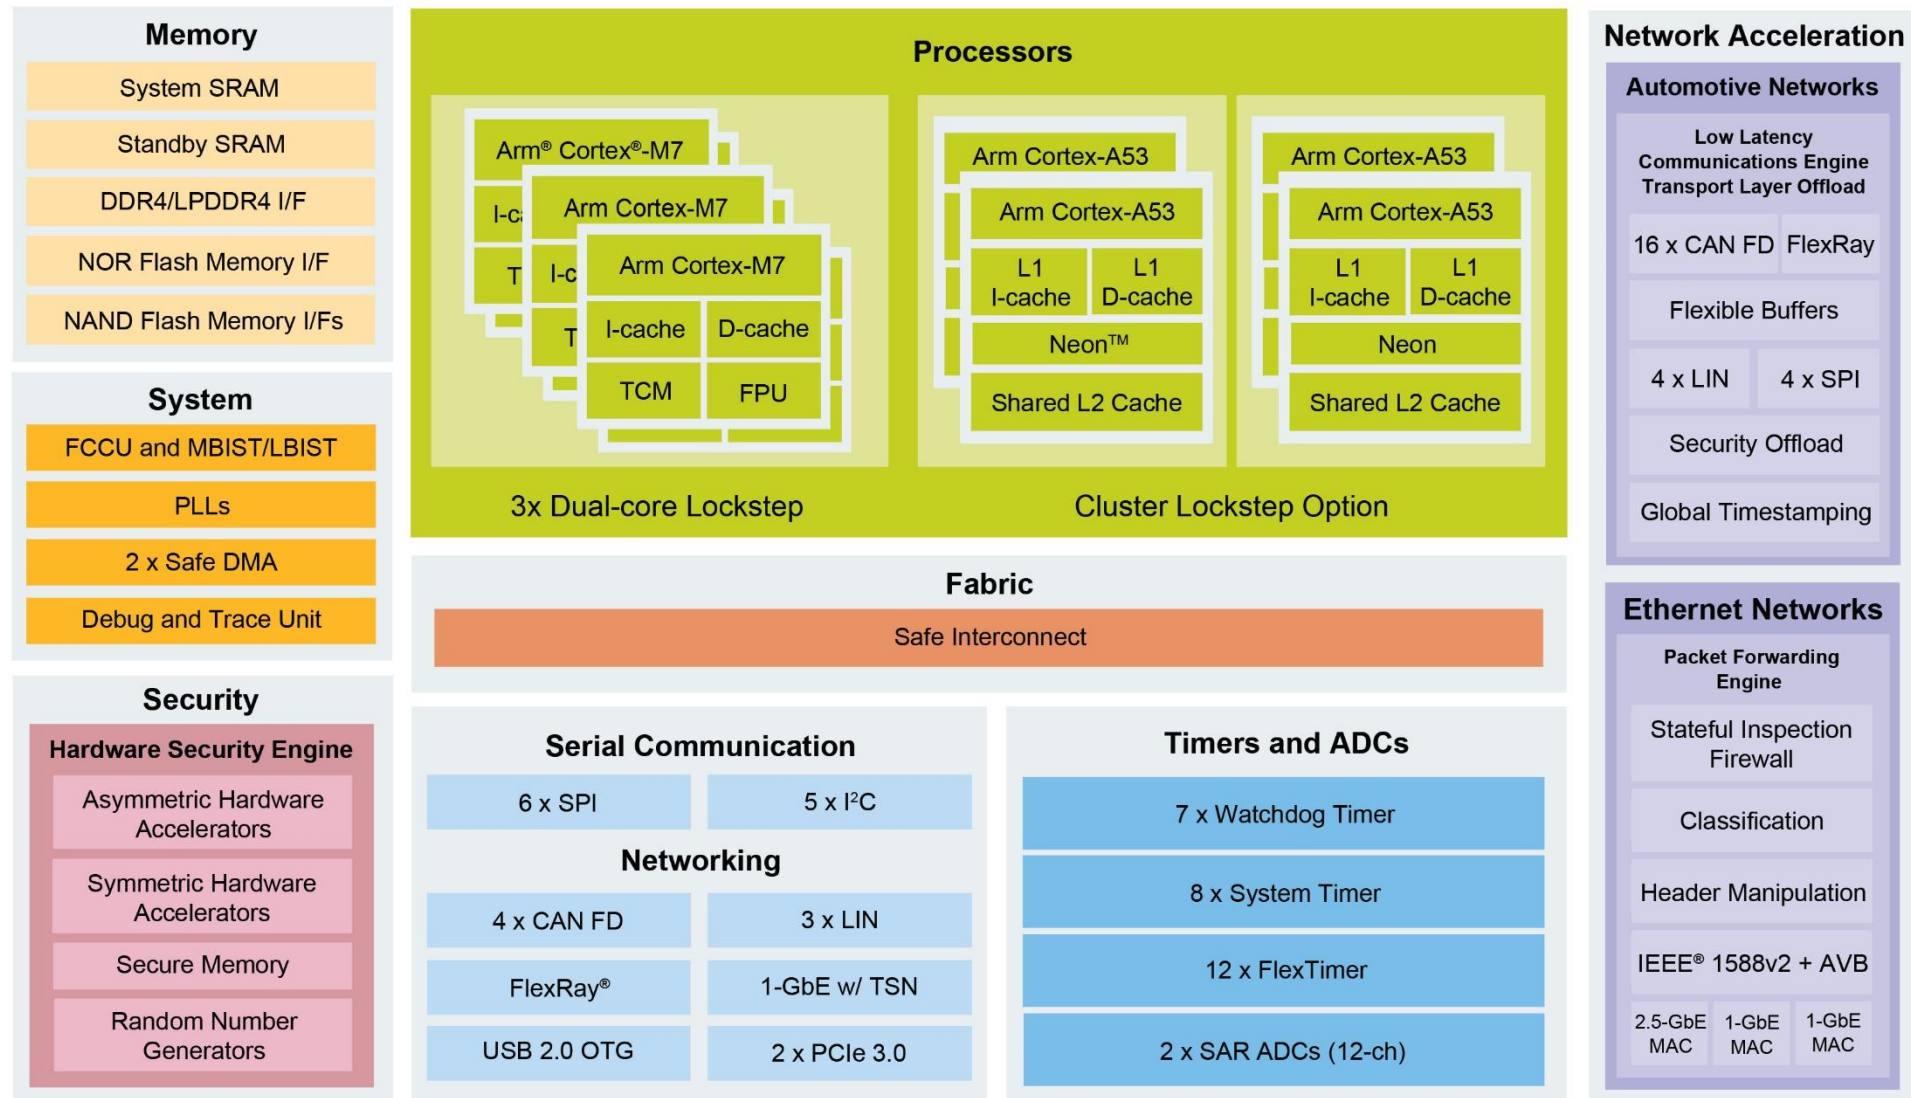 Memory
System SRAM
Standby SRAM
DDR4/LPDDR4 I/F
NOR Flash Memory I/F
NAND Flash Memory I/Fs
System
FCCU and MBIST/LBIST
PLLs
2 x Safe DMA
Debug and Trace Unit
Security
Hardware Security Engine
Asymmetric Hardware
Accelerators
Symmetric Hardware
Accelerators
Secure Memory
Random Number
Generators
Processors
Arm® Cortex®-M7
I-ca
T
Arm Cortex-M7
I-c
T
Arm Cortex-M7
I-cache
D-cache
TCM
FPU
3x Dual-core Lockstep
Arm Cortex-A53
Arm Cortex-A53
L1
I-cache
L1
D-cache
Neon™
Shared L2 Cache
Arm Cortex-A53
Arm Cortex-A53
L1
I-cache
L1
D-cache
Neon
Shared L2 Cache
Cluster Lockstep Option
Fabric
Safe Interconnect
Serial Communication
6 x SPI
5 x I²C
Networking
4 x CAN FD
3 x LIN
FlexRay®
1-GbE w/ TSN
USB 2.0 OTG
2 x PCIe 3.0
Timers and ADCs
7 x Watchdog Timer
8 x System Timer
12 x FlexTimer
2 x SAR ADCs (12-ch)
Network Acceleration
Automotive Networks
Low Latency
Communications Engine
Transport Layer Offload
16 x CAN FD
FlexRay
Flexible Buffers
4 x LIN
4 x SPI
Security Offload
Global Timestamping
Ethernet Networks
Packet Forwarding
Engine
Stateful Inspection
Firewall
Classification
Header Manipulation
IEEE® 1588v2 + AVB
2.5-GbE
MAC
1-GbE
MAC
1-GbE
MAC